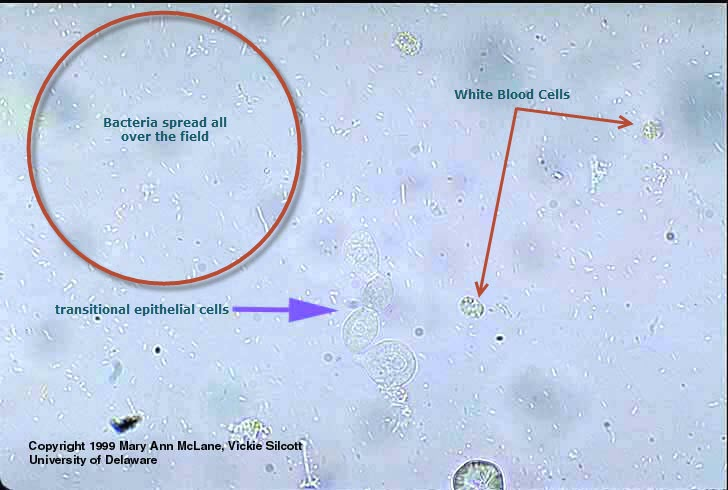 White Blood Cells
Bacteria spread all
over the field
transitional epithelial cells
Copyright 1999 Mary Ann McLane, Vickie Silcott
University of Delaware